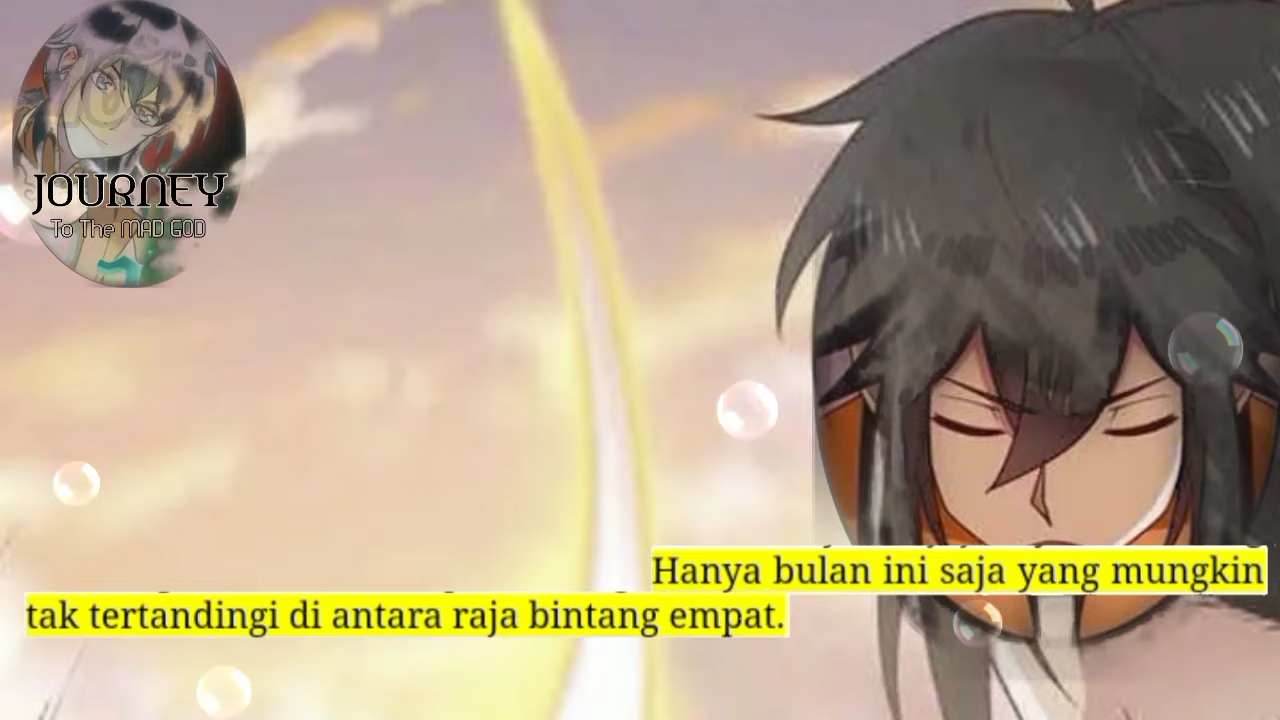 JOURNEY
To The MAD GOD
Hanya bulan ini saja yang mungkin
tak tertandingi di antara raja bintang empat.